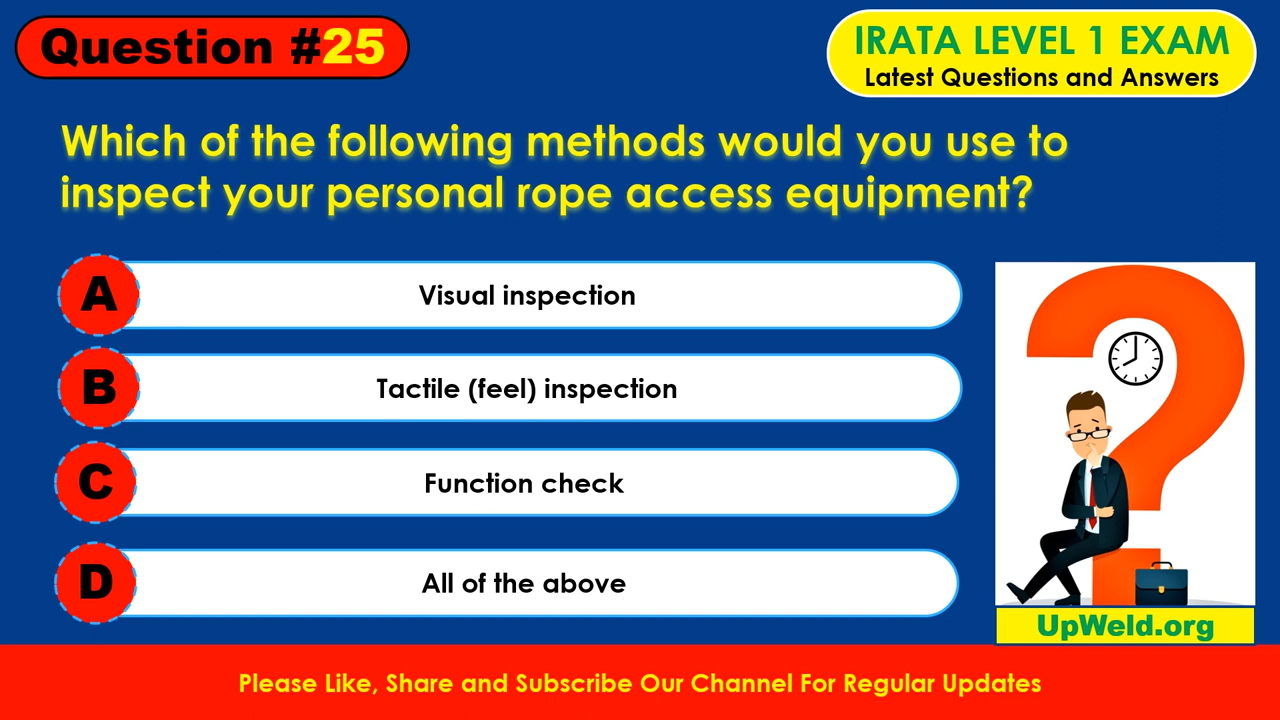 Question #25
IRATA LEVEL 1 EXAM
Latest Questions and Answers
Which of the following methods would you use to
inspect your personal rope access equipment?
A
Visual inspection
B
Tactile (feel) inspection
C
Function check
D
All of the above
UpWeld.org
Please Like, Share and Subscribe Our Channel For Regular Updates